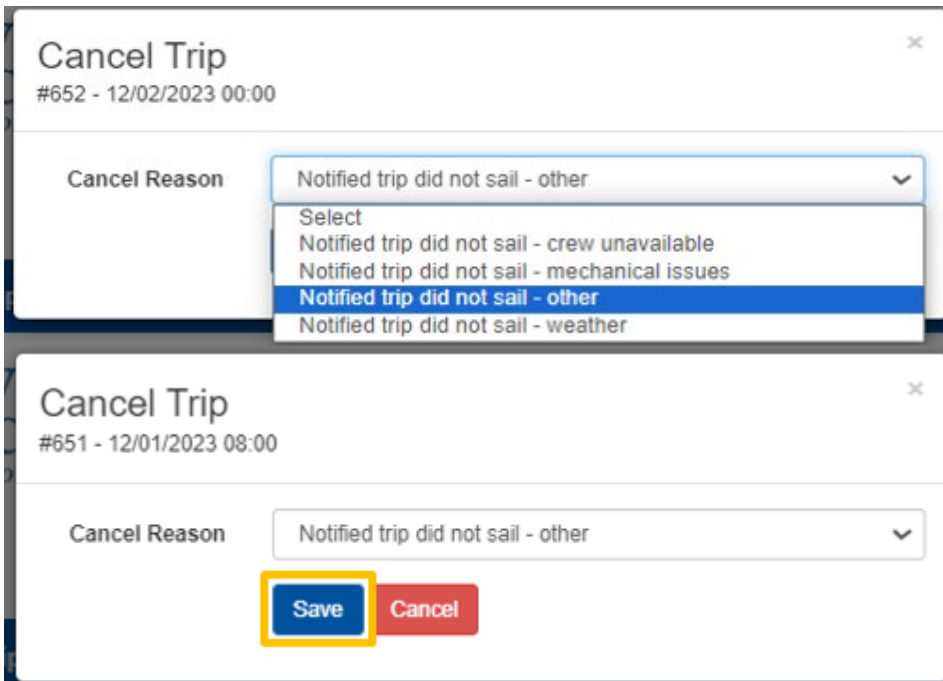 Cancel Trip
#652 - 12/02/2023 00:00
Cancel Reason
Notified trip did not sail - other
Select
Notified trip did not sail - crew unavailable
Notified trip did not sail - mechanical issues
Notified trip did not sail - other
Notified trip did not sail - weather
Cancel Trip
#651 - 12/01/2023 08:00
Cancel Reason
Notified trip did not sail - other
Save
Cancel